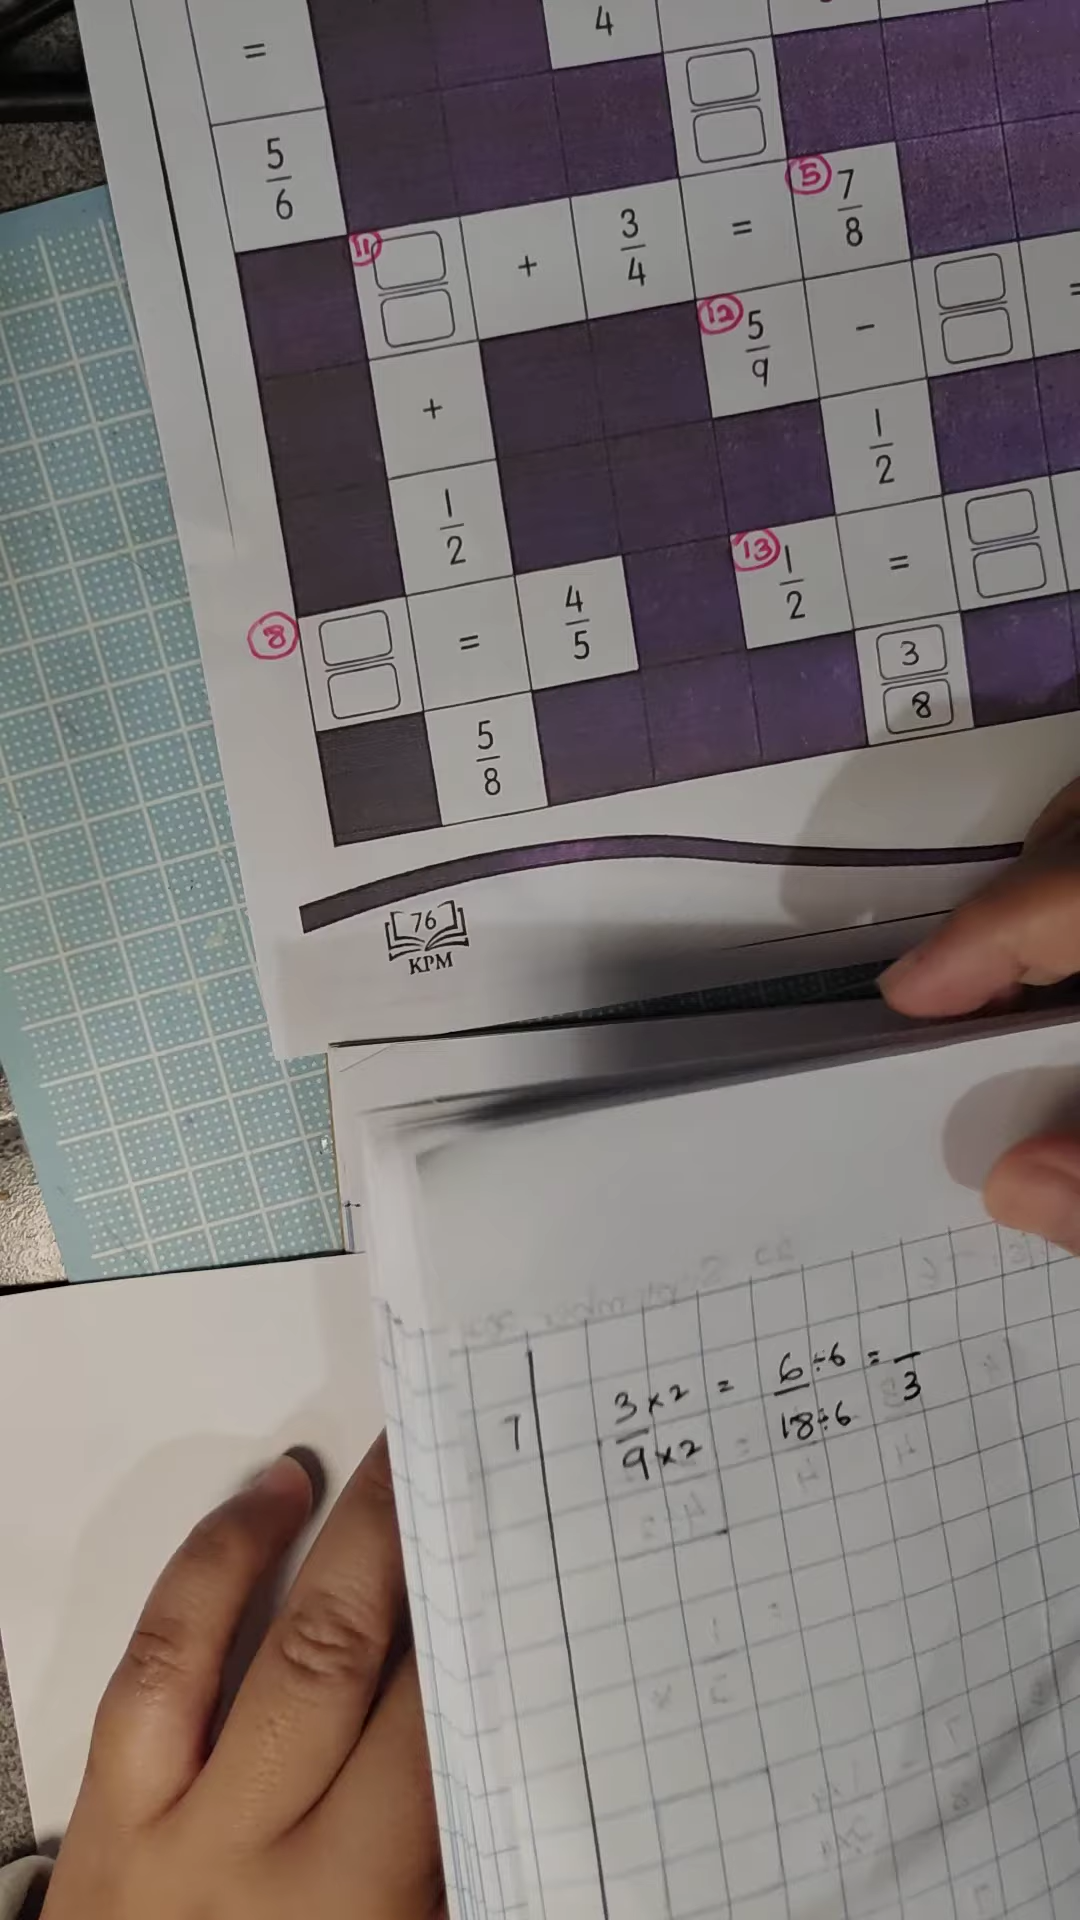 = 4
5/6
⑪ + 3/4 = ⑤ 7/8
⑫ 5/9 - =
+ 1/2
1/2 ⑬ 1/2 =
⑧ = 4/5 3/8
5/8
76
KPM
7 3×2/9×2 = 6÷6/18÷6 = /3